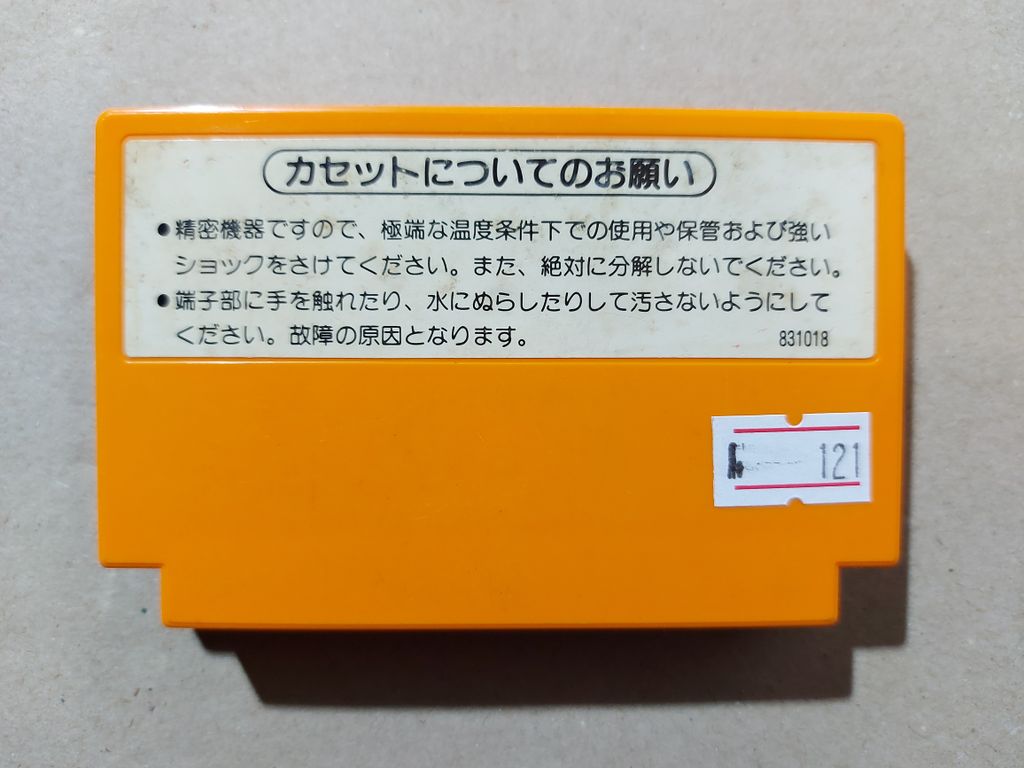 カセットについてのお願い
●精密機器ですので、極端な温度条件下での使用や保管および強い
ショックをさけてください。また、絶対に分解しないでください。
●端子部に手を触れたり、水にぬらしたりして汚さないようにして
ください。故障の原因となります。
831018
121